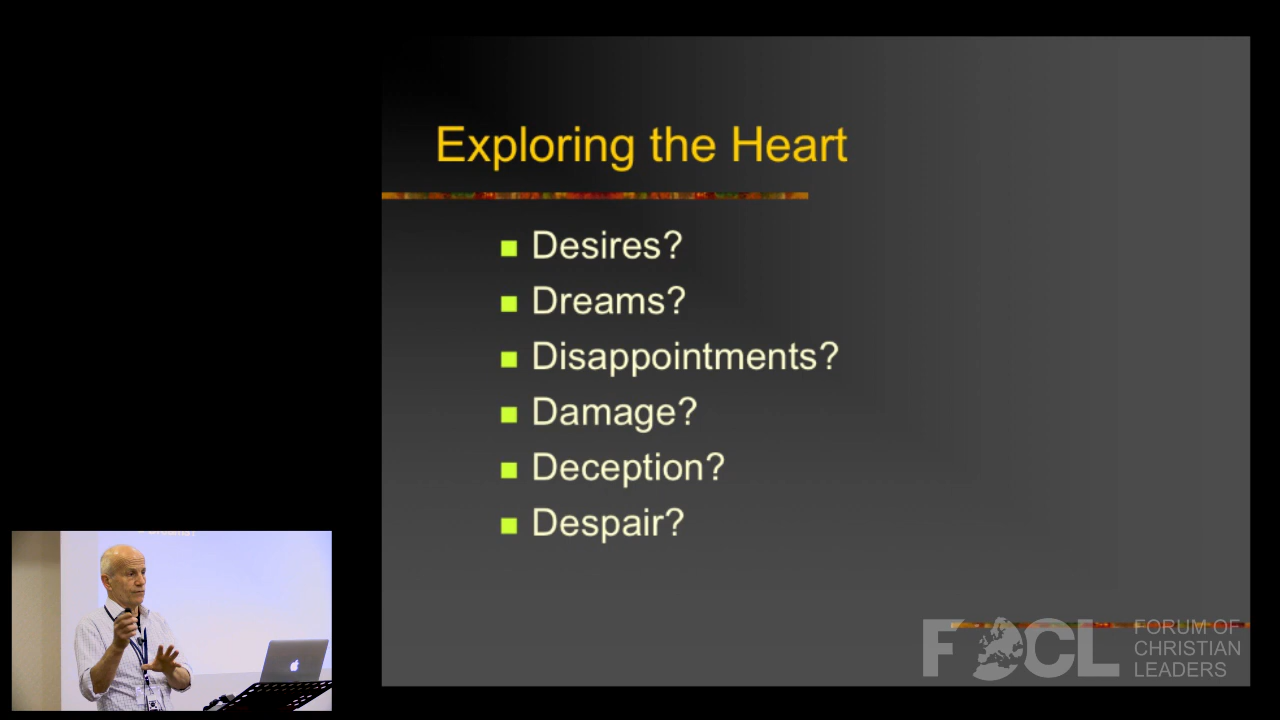 Exploring the Heart
Desires?
Dreams?
Disappointments?
Damage?
Deception?
Despair?
FOCL
FORUM OF
CHRISTIAN
LEADERS